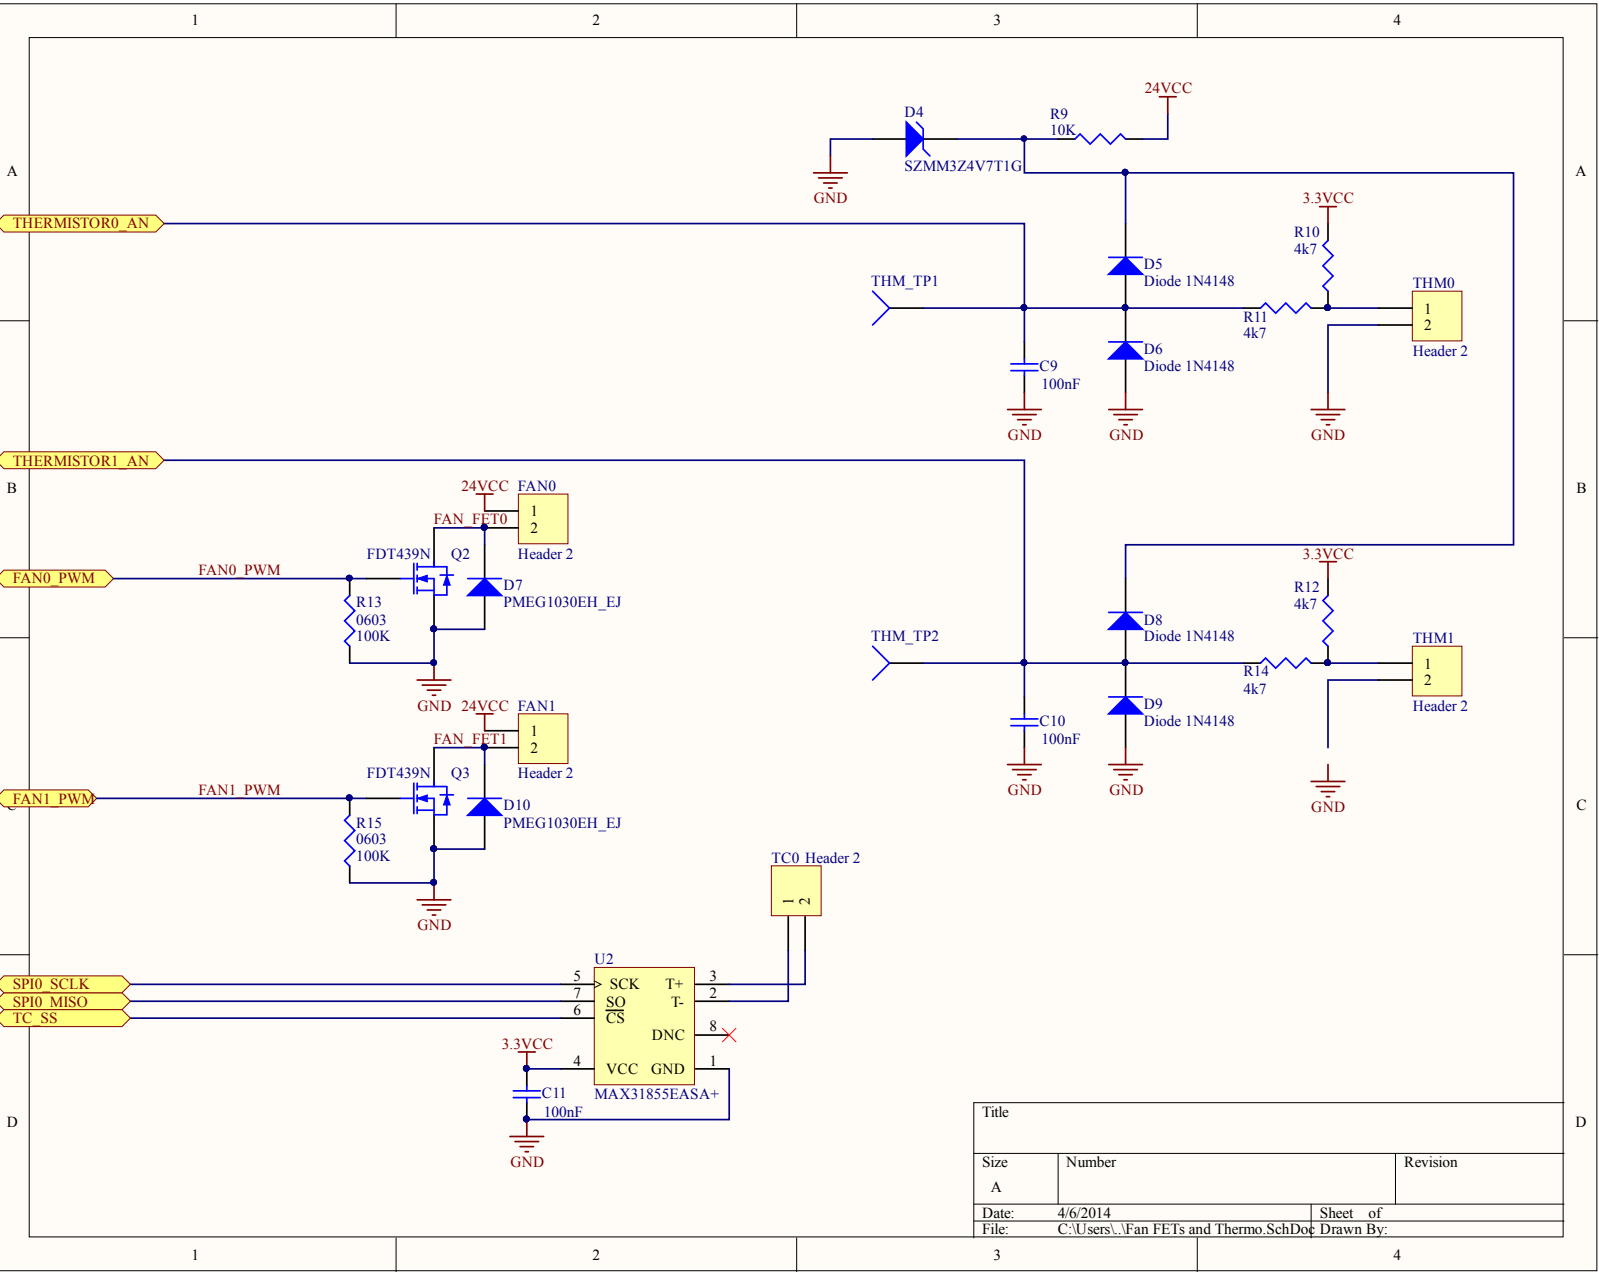 1 2 3 4
24VCC
D4
R9
10K
SZMM3Z4V7T1G
A A
GND
THERMISTOR0_AN
3.3VCC
R10
4k7
THM_TP1
D5
Diode 1N4148
THM0
1
2
Header 2
R11
4k7
D6
Diode 1N4148
C9
100nF
GND
GND
GND
THERMISTOR1_AN
B B
24VCC
FAN0
1
2
Header 2
FAN_FET0
FDT439N
Q2
FAN0_PWM
FAN0_PWM
D7
PMEG1030EH_EJ
R13
0603
100K
GND
3.3VCC
R12
4k7
THM_TP2
D8
Diode 1N4148
THM1
1
2
Header 2
R14
4k7
D9
Diode 1N4148
C10
100nF
GND
GND
GND
24VCC
FAN1
1
2
Header 2
FAN_FET1
FDT439N
Q3
FAN1_PWM
FAN1_PWM
C C
D10
PMEG1030EH_EJ
R15
0603
100K
GND
TC0 Header 2
1
2
U2
SPI0_SCLK
SPI0_MISO
TC_SS
5 SCK T+ 3
7 SO T- 2
6 CS
DNC 8
4 VCC GND 1
3.3VCC
MAX31855EASA+
C11
100nF
GND
D D
Title
Size Number Revision
A
Date: 4/6/2014 Sheet of
File: C:\Users\..\Fan FETs and Thermo.SchDoc Drawn By:
1 2 3 4